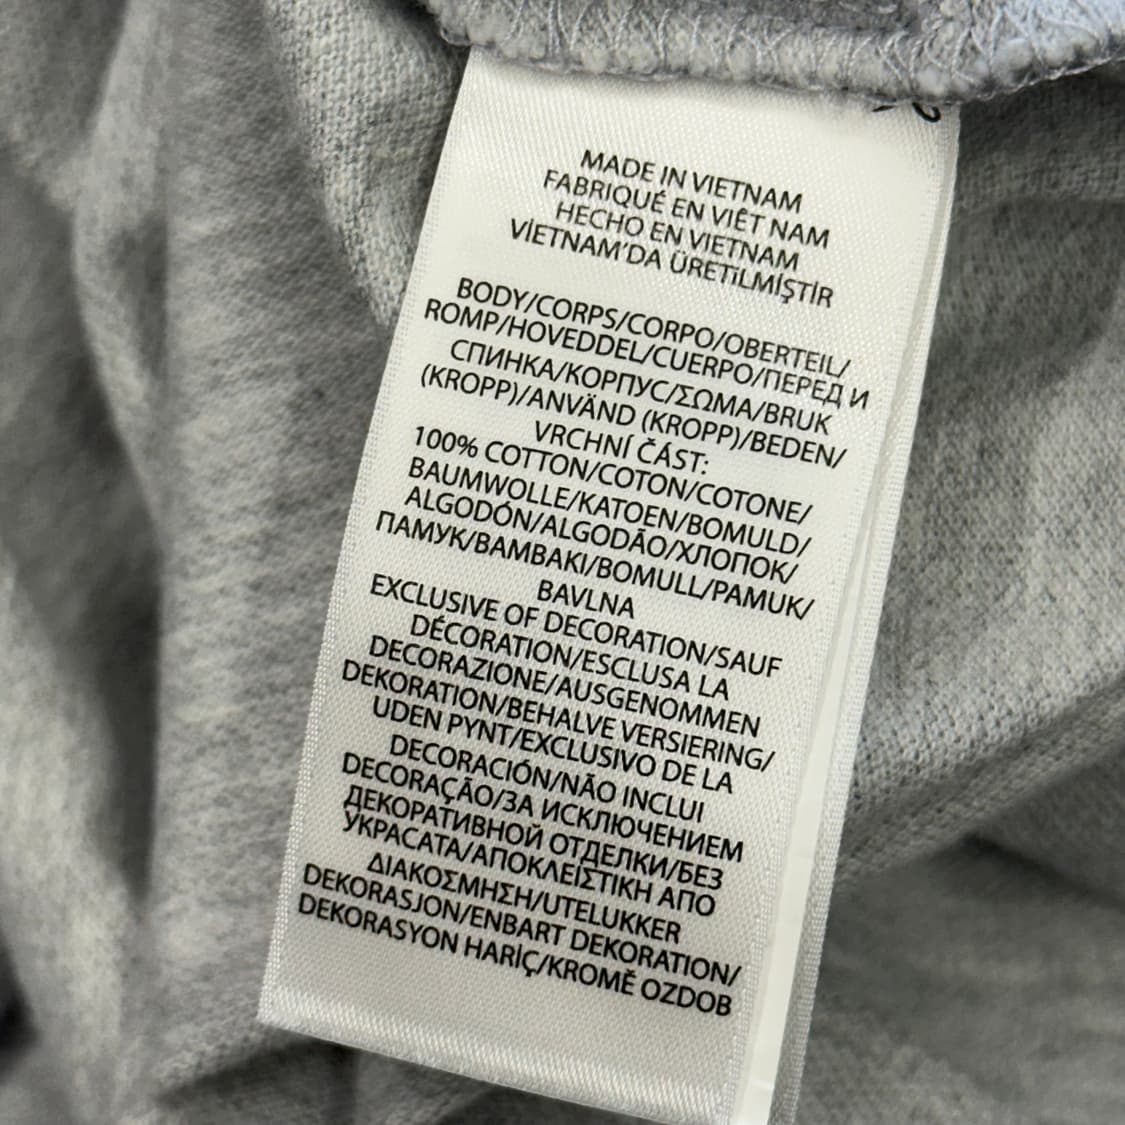 MADE IN VIETNAM
FABRIQUÉ EN VIÊT NAM
HECHO EN VIETNAM
VİETNAM'DA ÜRETİLMİŞTİR
BODY/CORPS/CORPO/OBERTEIL/
ROMP/HOVEDDEL/CUERPO/ПЕРЕД И
СПИНКА/КОРПУС/ΣΩΜΑ/BRUK
(KROPP)/ANVÄND (KROPP)/BEDEN/
VRCHNÍ ČÁST:
100% COTTON/COTON/COTONE/
BAUMWOLLE/KATOEN/BOMULD/
ALGODÓN/ALGODÃO/ХЛОПОК/
ПАМУК/ΒΑΜΒΑΚΙ/BOMULL/PAMUK/
BAVLNA
EXCLUSIVE OF DECORATION/SAUF
DÉCORATION/ESCLUSA LA
DECORAZIONE/AUSGENOMMEN
DEKORATION/BEHALVE VERSIERING/
UDEN PYNT/EXCLUSIVO DE LA
DECORACIÓN/NÃO INCLUI
DECORAÇÃO/ЗА ИСКЛЮЧЕНИЕМ
ДЕКОРАТИВНОЙ ОТДЕЛКИ/БЕЗ
УКРАСАТА/ΑΠΟΚΛΕΙΣΤΙΚΗ ΑΠΟ
ΔΙΑΚΟΣΜΗΣΗ/UTELUKKER
DEKORASJON/ENBART DEKORATION/
DEKORASYON HARİÇ/KROMĚ OZDOB